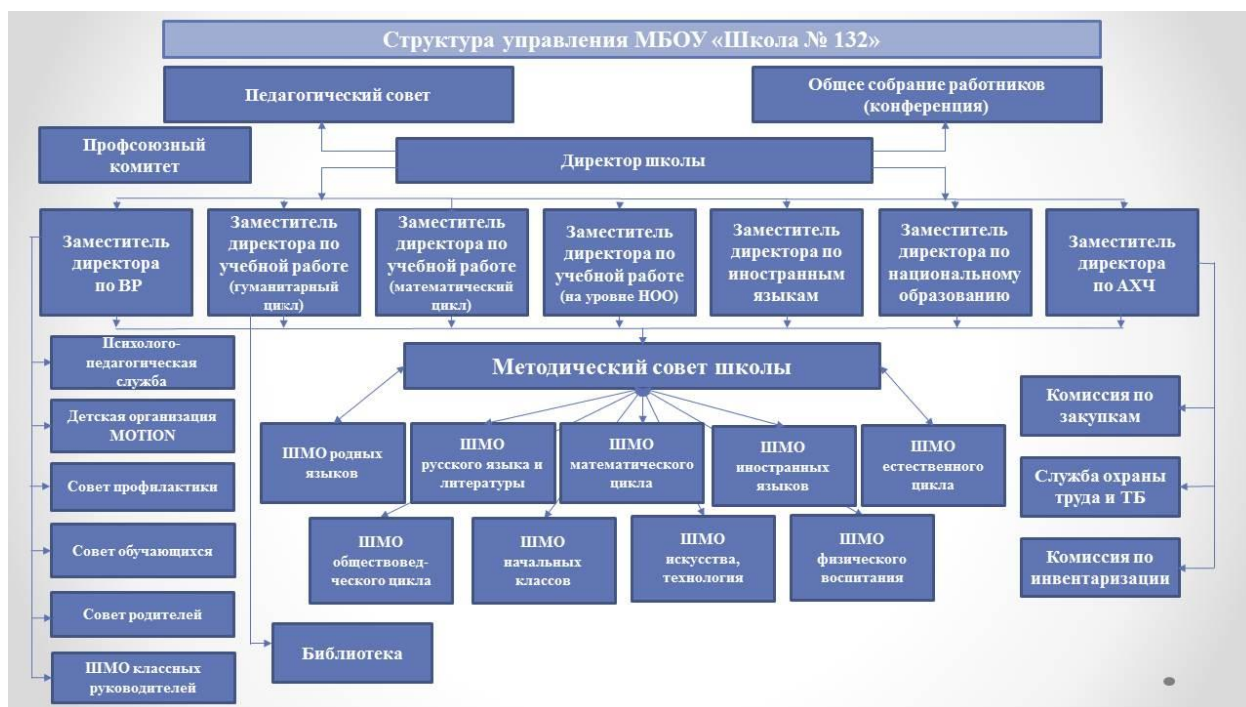 Структура управления МБОУ «Школа № 132»
Педагогический совет
Общее собрание работников
(конференция)
Профсоюзный
комитет
Директор школы
Заместитель
директора
по ВР
Заместитель
директора по
учебной работе
(гуманитарный
цикл)
Заместитель
директора по
учебной работе
(математический
цикл)
Заместитель
директора по
учебной работе
(на уровне НОО)
Заместитель
директора по
иностранным
языкам
Заместитель
директора по
национальному
образованию
Заместитель
директора
по АХЧ
Психолого-
педагогическая
служба
Детская организация
MOTION
Совет профилактики
Совет обучающихся
Совет родителей
ШМО классных
руководителей
Методический совет школы
ШМО родных
языков
ШМО
русского языка и
литературы
ШМО
математического
цикла
ШМО
иностранных
языков
ШМО
естественного
цикла
ШМО
обществовед-
ческого цикла
ШМО
начальных
классов
ШМО
искусства,
технология
ШМО
физического
воспитания
Библиотека
Комиссия по
закупкам
Служба охраны
труда и ТБ
Комиссия по
инвентаризации